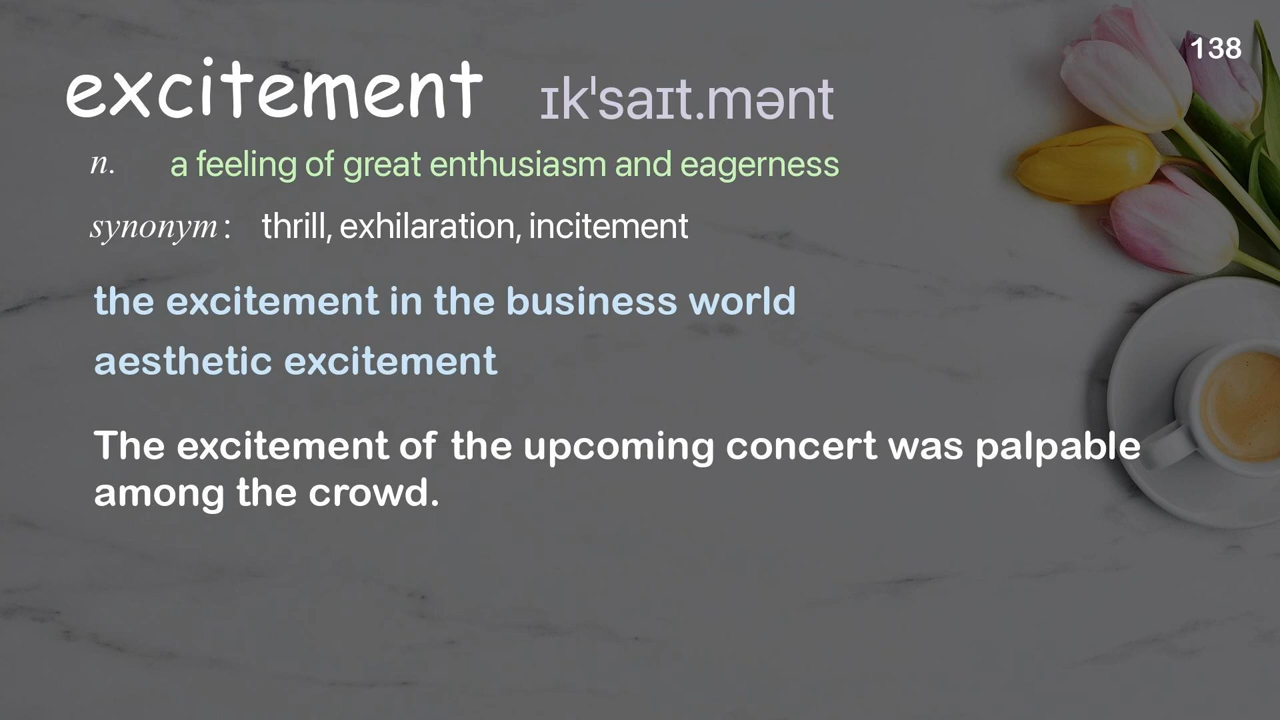 138
excitement ɪkˈsaɪt.mənt
n. a feeling of great enthusiasm and eagerness
synonym: thrill, exhilaration, incitement
the excitement in the business world
aesthetic excitement
The excitement of the upcoming concert was palpable
among the crowd.